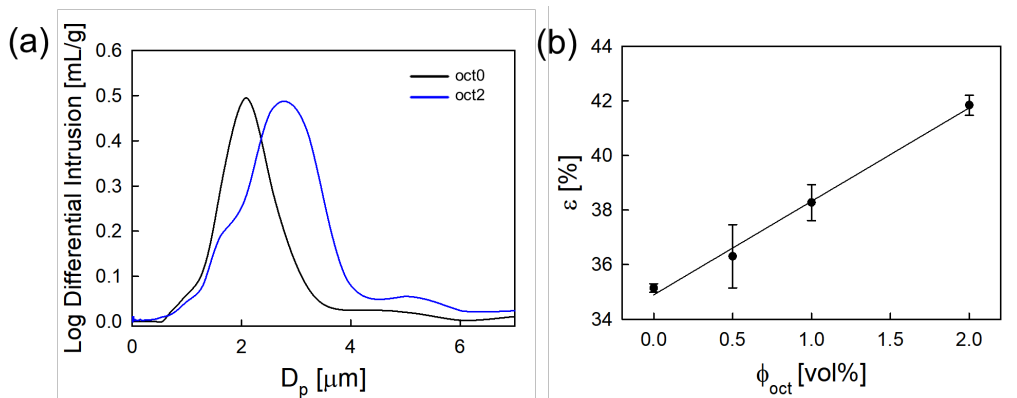 (a)
Log Differential Intrusion [mL/g]
0.6
0.5
0.4
0.3
0.2
0.1
0.0
oct0
oct2
0 2 4 6
Dp [μm]
(b)
ε [%]
44
42
40
38
36
34
0.0 0.5 1.0 1.5 2.0
ϕoct [vol%]